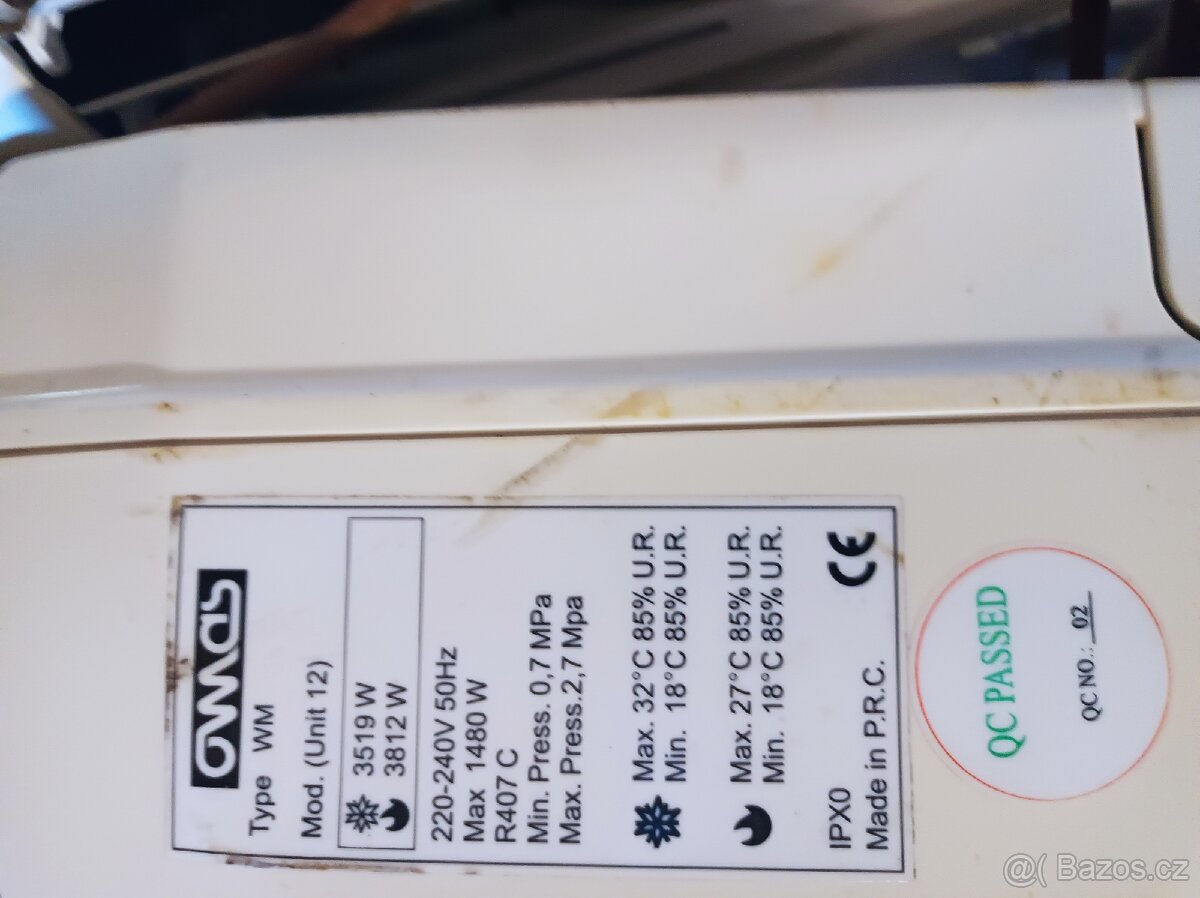 OMAS
Type WM
Mod. (Unit 12)
3519 W
3812 W
220-240V 50Hz
Max 1480 W
R407 C
Min. Press. 0,7 MPa
Max. Press.2,7 Mpa
Max. 32°C 85% U.R.
Min. 18°C 85% U.R.
Max. 27°C 85% U.R.
Min. 18°C 85% U.R.
IPX0
Made in P.R.C. CE
QC PASSED
QC NO.: 02
@( Bazos.cz